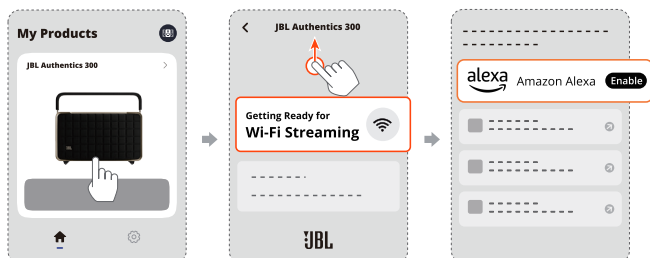 My Products
JBL Authentics 300
JBL Authentics 300
Getting Ready for
Wi-Fi Streaming
JBL
alexa
Amazon Alexa
Enable